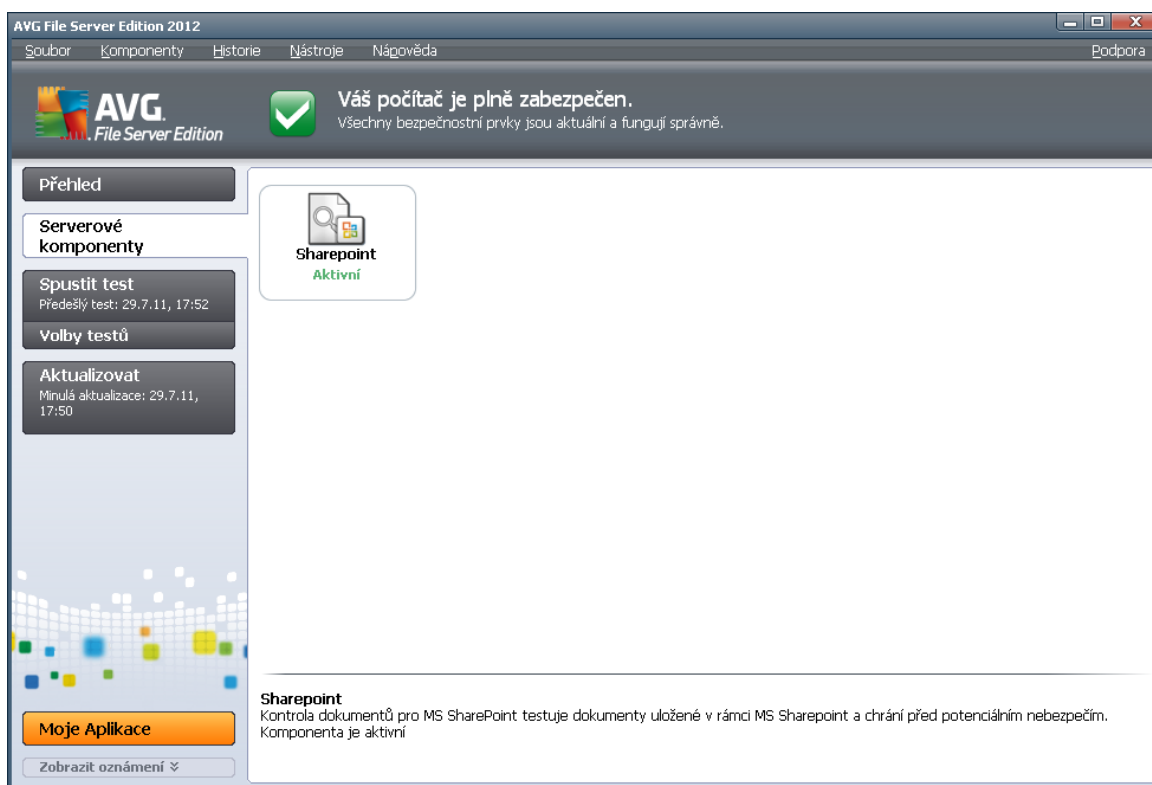 AVG File Server Edition 2012
Soubor Komponenty Historie Nástroje Nápověda Podpora
AVG.
File Server Edition
Váš počítač je plně zabezpečen.
Všechny bezpečnostní prvky jsou aktuální a fungují správně.
Přehled
Serverové
komponenty
Spustit test
Předešlý test: 29.7.11, 17:52
Volby testů
Aktualizovat
Minulá aktualizace: 29.7.11,
17:50
Moje Aplikace
Zobrazit oznámení
Sharepoint
Aktivní
Sharepoint
Kontrola dokumentů pro MS SharePoint testuje dokumenty uložené v rámci MS Sharepoint a chrání před potenciálním nebezpečím.
Komponenta je aktivní